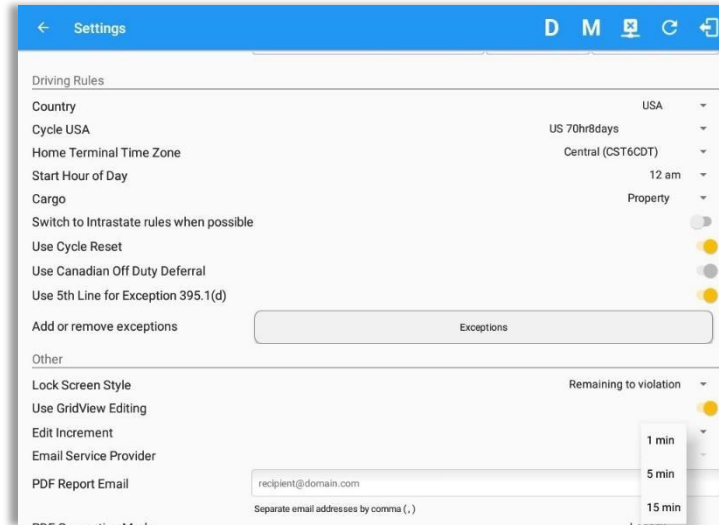 Settings D M
Driving Rules
Country USA
Cycle USA US 70hr8days
Home Terminal Time Zone Central (CST6CDT)
Start Hour of Day 12 am
Cargo Property
Switch to Intrastate rules when possible
Use Cycle Reset
Use Canadian Off Duty Deferral
Use 5th Line for Exception 395.1(d)
Add or remove exceptions Exceptions
Other
Lock Screen Style Remaining to violation
Use GridView Editing
Edit Increment 1 min
Email Service Provider
5 min
PDF Report Email recipient@domain.com
Separate email addresses by comma (,) 15 min